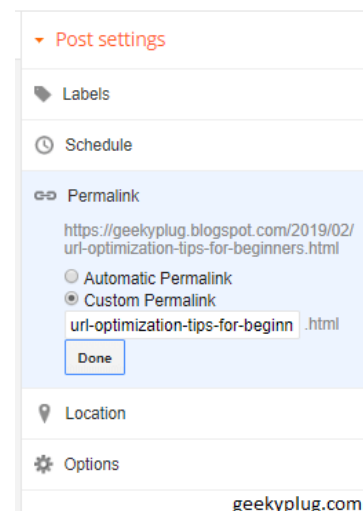 Post settings
Labels
Schedule
Permalink
https://geekyplug.blogspot.com/2019/02/
url-optimization-tips-for-beginners.html
Automatic Permalink
Custom Permalink
url-optimization-tips-for-beginn .html
Done
Location
Options
geekyplug.com